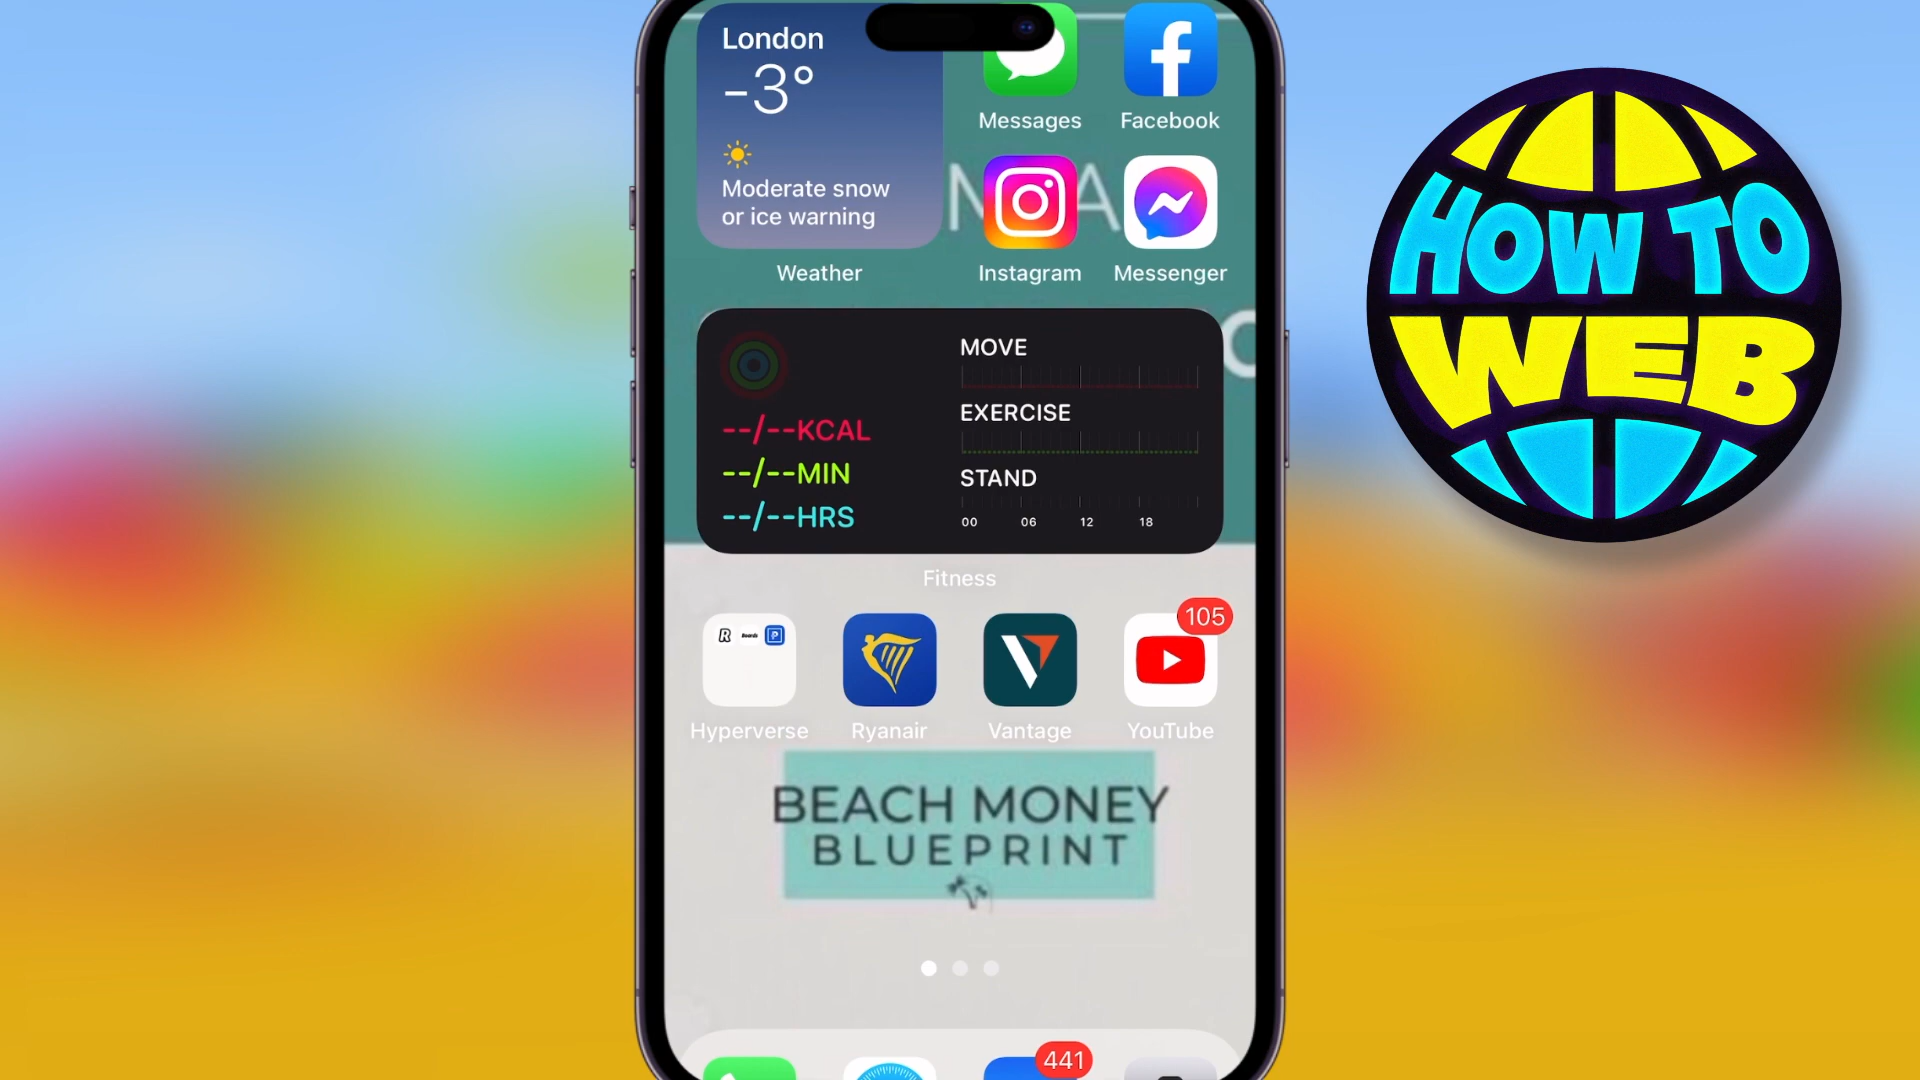 London
-3°
Moderate snow
or ice warning
Weather
Messages
Facebook
Instagram
Messenger
MOVE
EXERCISE
STAND
00 06 12 18
--/--KCAL
--/--MIN
--/--HRS
Fitness
R
Boards
P
105
Hyperverse
Ryanair
Vantage
YouTube
BEACH MONEY
BLUEPRINT
441
HOW TO
WEB